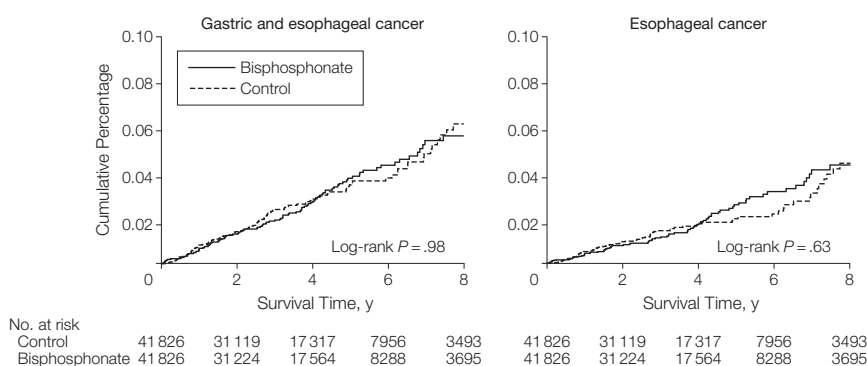 Gastric and esophageal cancer
Cumulative Percentage
0.10
0.08
0.06
0.04
0.02
0
2
4
6
8
Bisphosphonate
Control
Log-rank P = .98
Survival Time, y
Esophageal cancer
0.10
0.08
0.06
0.04
0.02
0
2
4
6
8
Log-rank P = .63
Survival Time, y
No. at risk
Control 41 826 31 119 17 317 7956 3493 41 826 31 119 17 317 7956 3493
Bisphosphonate 41 826 31 224 17 564 8288 3695 41 826 31 224 17 564 8288 3695